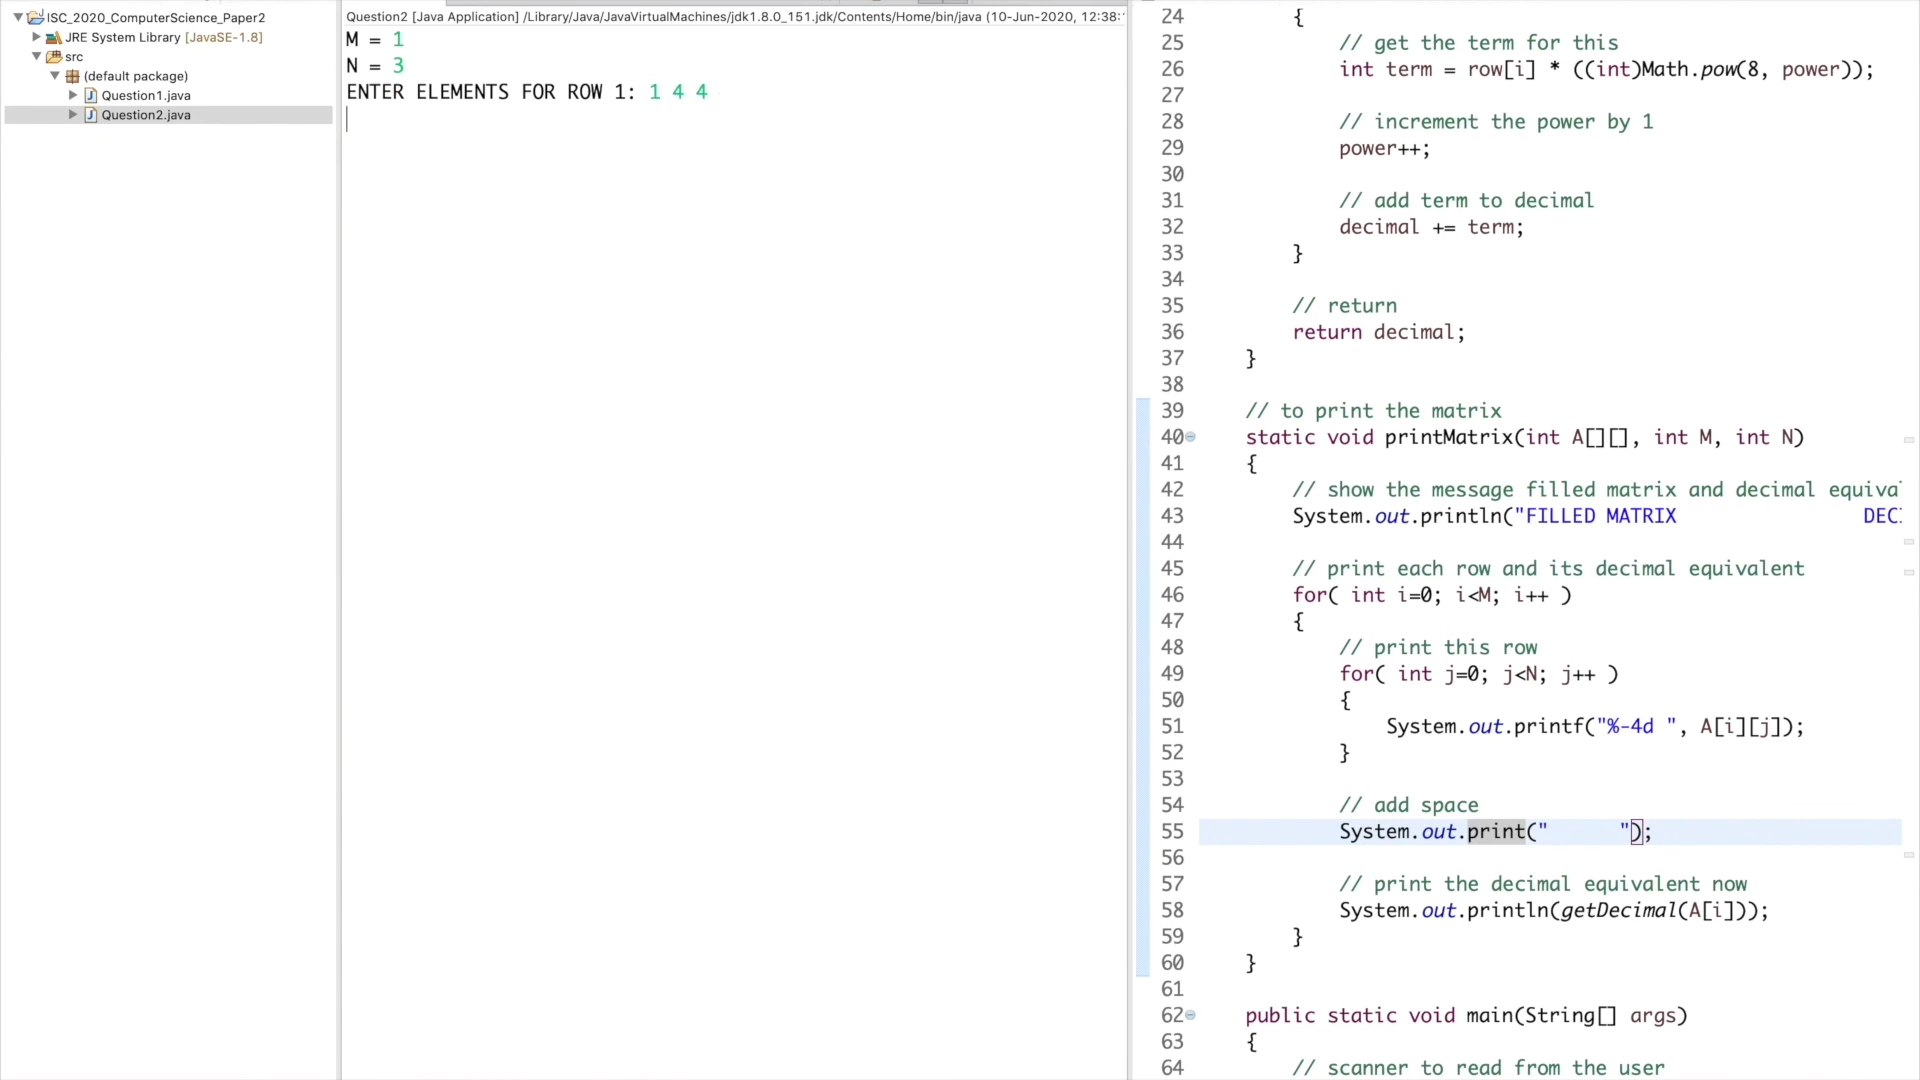 ISC_2020_ComputerScience_Paper2
JRE System Library [JavaSE-1.8]
src
(default package)
Question1.java
Question2.java
Question2 [Java Application] /Library/Java/JavaVirtualMachines/jdk1.8.0_151.jdk/Contents/Home/bin/java (10-Jun-2020, 12:38:
M = 1
N = 3
ENTER ELEMENTS FOR ROW 1: 1 4 4
24 {
25 // get the term for this
26 int term = row[i] * ((int)Math.pow(8, power));
27
28 // increment the power by 1
29 power++;
30
31 // add term to decimal
32 decimal += term;
33 }
34
35 // return
36 return decimal;
37 }
38
39 // to print the matrix
40 static void printMatrix(int A[][], int M, int N)
41 {
42 // show the message filled matrix and decimal equiva
43 System.out.println("FILLED MATRIX DEC
44
45 // print each row and its decimal equivalent
46 for( int i=0; i<M; i++ )
47 {
48 // print this row
49 for( int j=0; j<N; j++ )
50 {
51 System.out.printf("%-4d ", A[i][j]);
52 }
53
54 // add space
55 System.out.print("      ");
56
57 // print the decimal equivalent now
58 System.out.println(getDecimal(A[i]));
59 }
60 }
61
62 public static void main(String[] args)
63 {
64 // scanner to read from the user